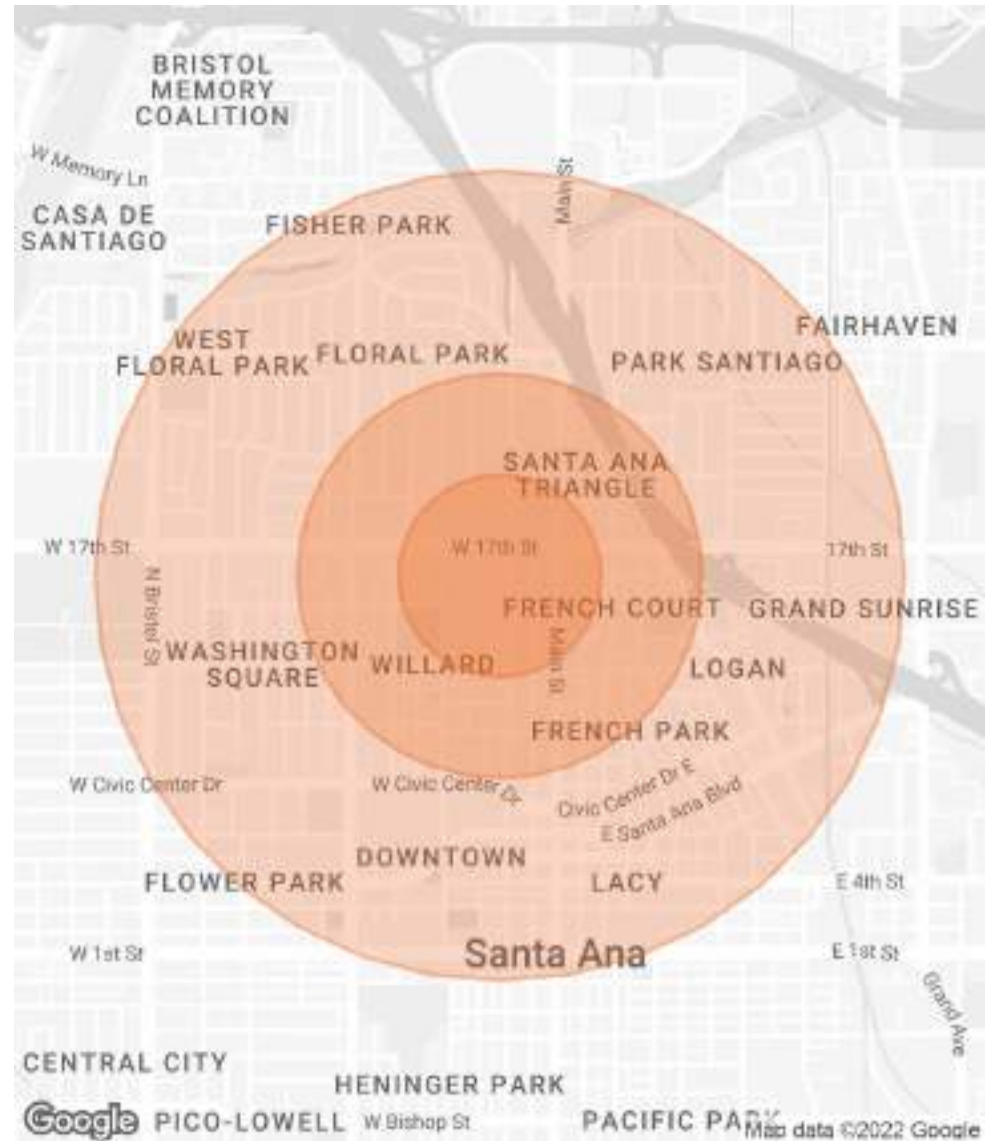 BRISTOL
MEMORY
COALITION
W Memory Ln
Main St
CASA DE
SANTIAGO
FISHER PARK
FAIRHAVEN
WEST
FLORAL PARK
FLORAL PARK
PARK SANTIAGO
SANTA ANA
TRIANGLE
W 17th St
W 17th St
17th St
N Bristol St
FRENCH COURT
GRAND SUNRISE
WASHINGTON
SQUARE
WILLARD
Main St
LOGAN
FRENCH PARK
W Civic Center Dr
W Civic Center Dr
Civic Center Dr E
E Santa Ana Blvd
DOWNTOWN
FLOWER PARK
LACY
E 4th St
W 1st St
Santa Ana
E 1st St
Grand Ave
CENTRAL CITY
HENINGER PARK
Google
PICO-LOWELL
W Bishop St
PACIFIC PARK
Map data ©2022 Google